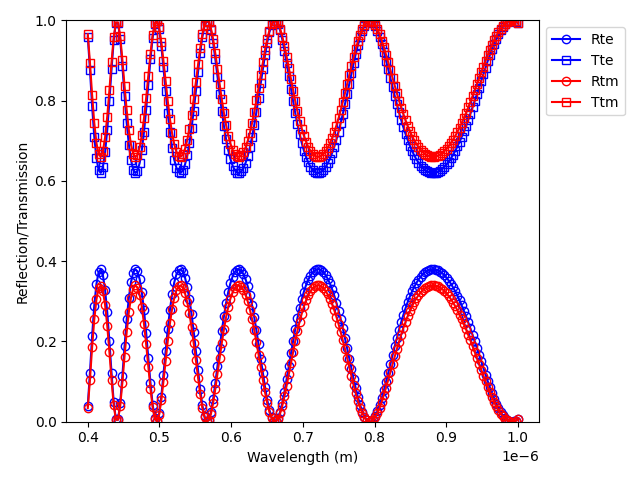 1.0
0.8
0.6
0.4
0.2
0.0
Reflection/Transmission
0.4
0.5
0.6
0.7
0.8
0.9
1.0
1e−6
Wavelength (m)
Rte
Tte
Rtm
Ttm